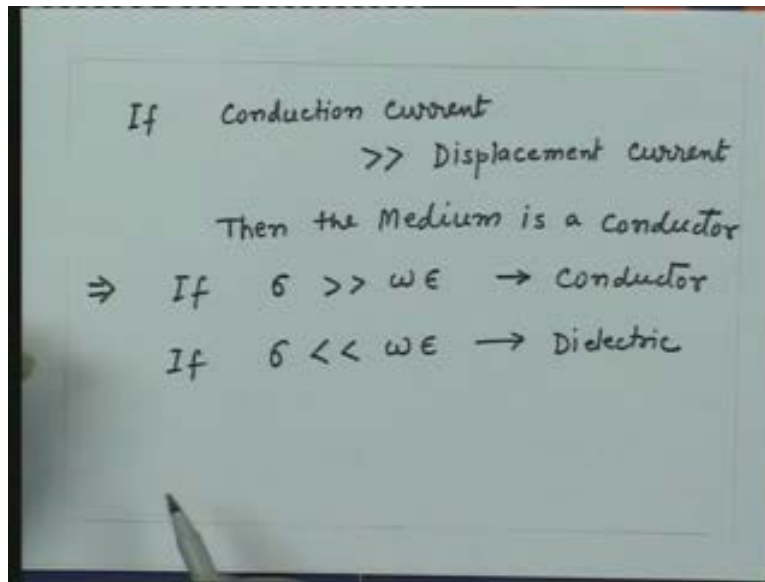 If Conduction Current
>> Displacement Current
Then the Medium is a Conductor
⇒ If σ >> ωϵ → Conductor
If σ << ωϵ → Dielectric